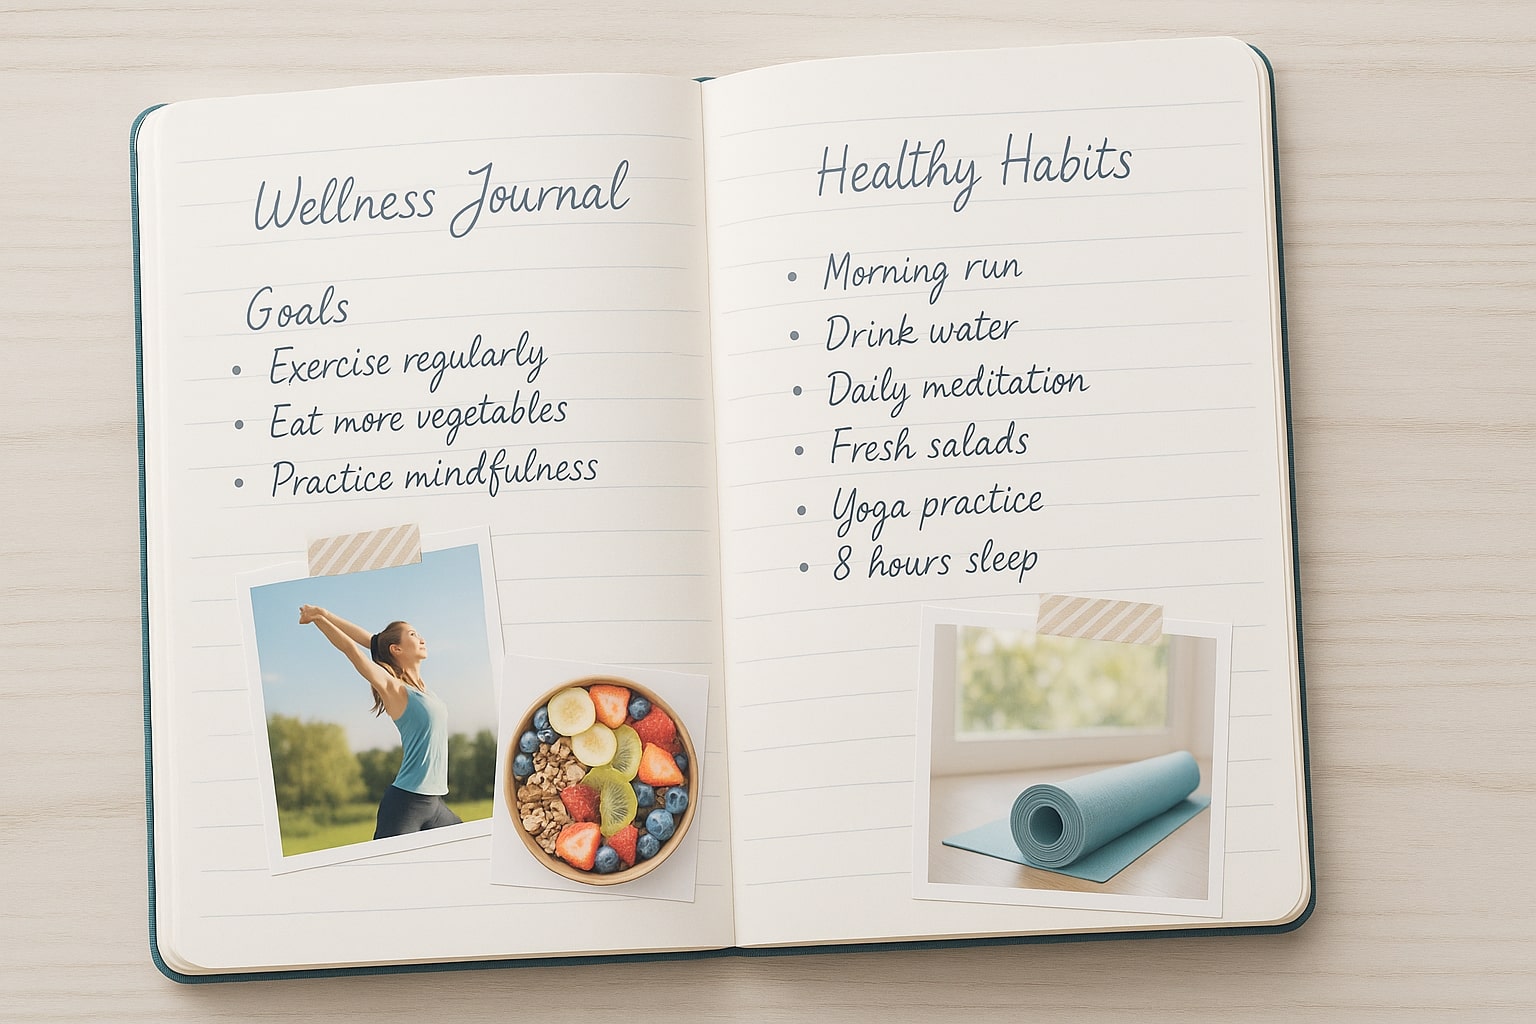 Wellness Journal
Goals
• Exercise regularly
• Eat more vegetables
• Practice mindfulness
Healthy Habits
• Morning run
• Drink water
• Daily meditation
• Fresh salads
• Yoga practice
• 8 hours sleep